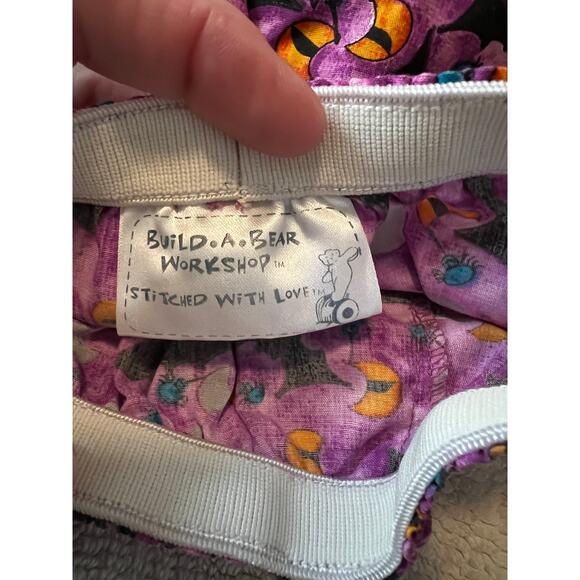 BUILD.A.BEAR
WORKSHOP™
STITCHED WITH LOVE™